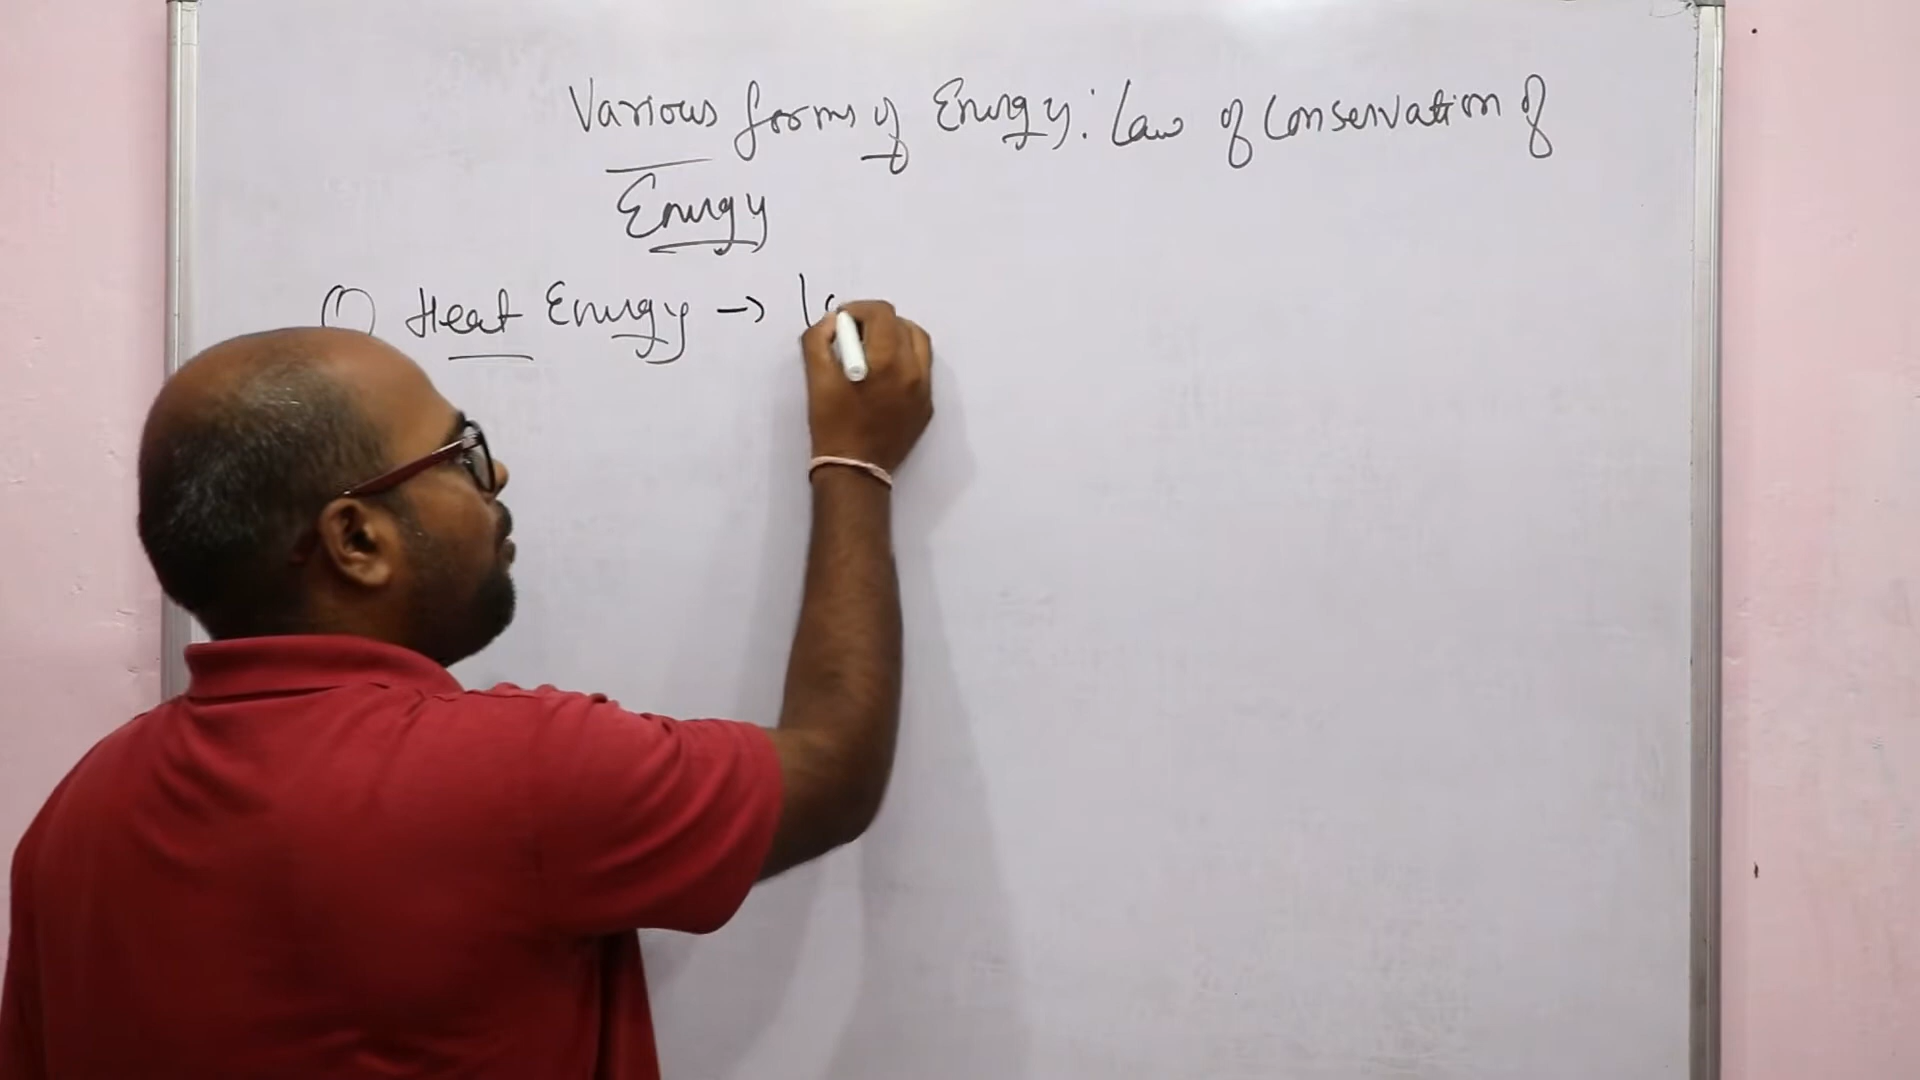 Various forms of Energy: Law of Conservation of
Energy
① Heat Energy →